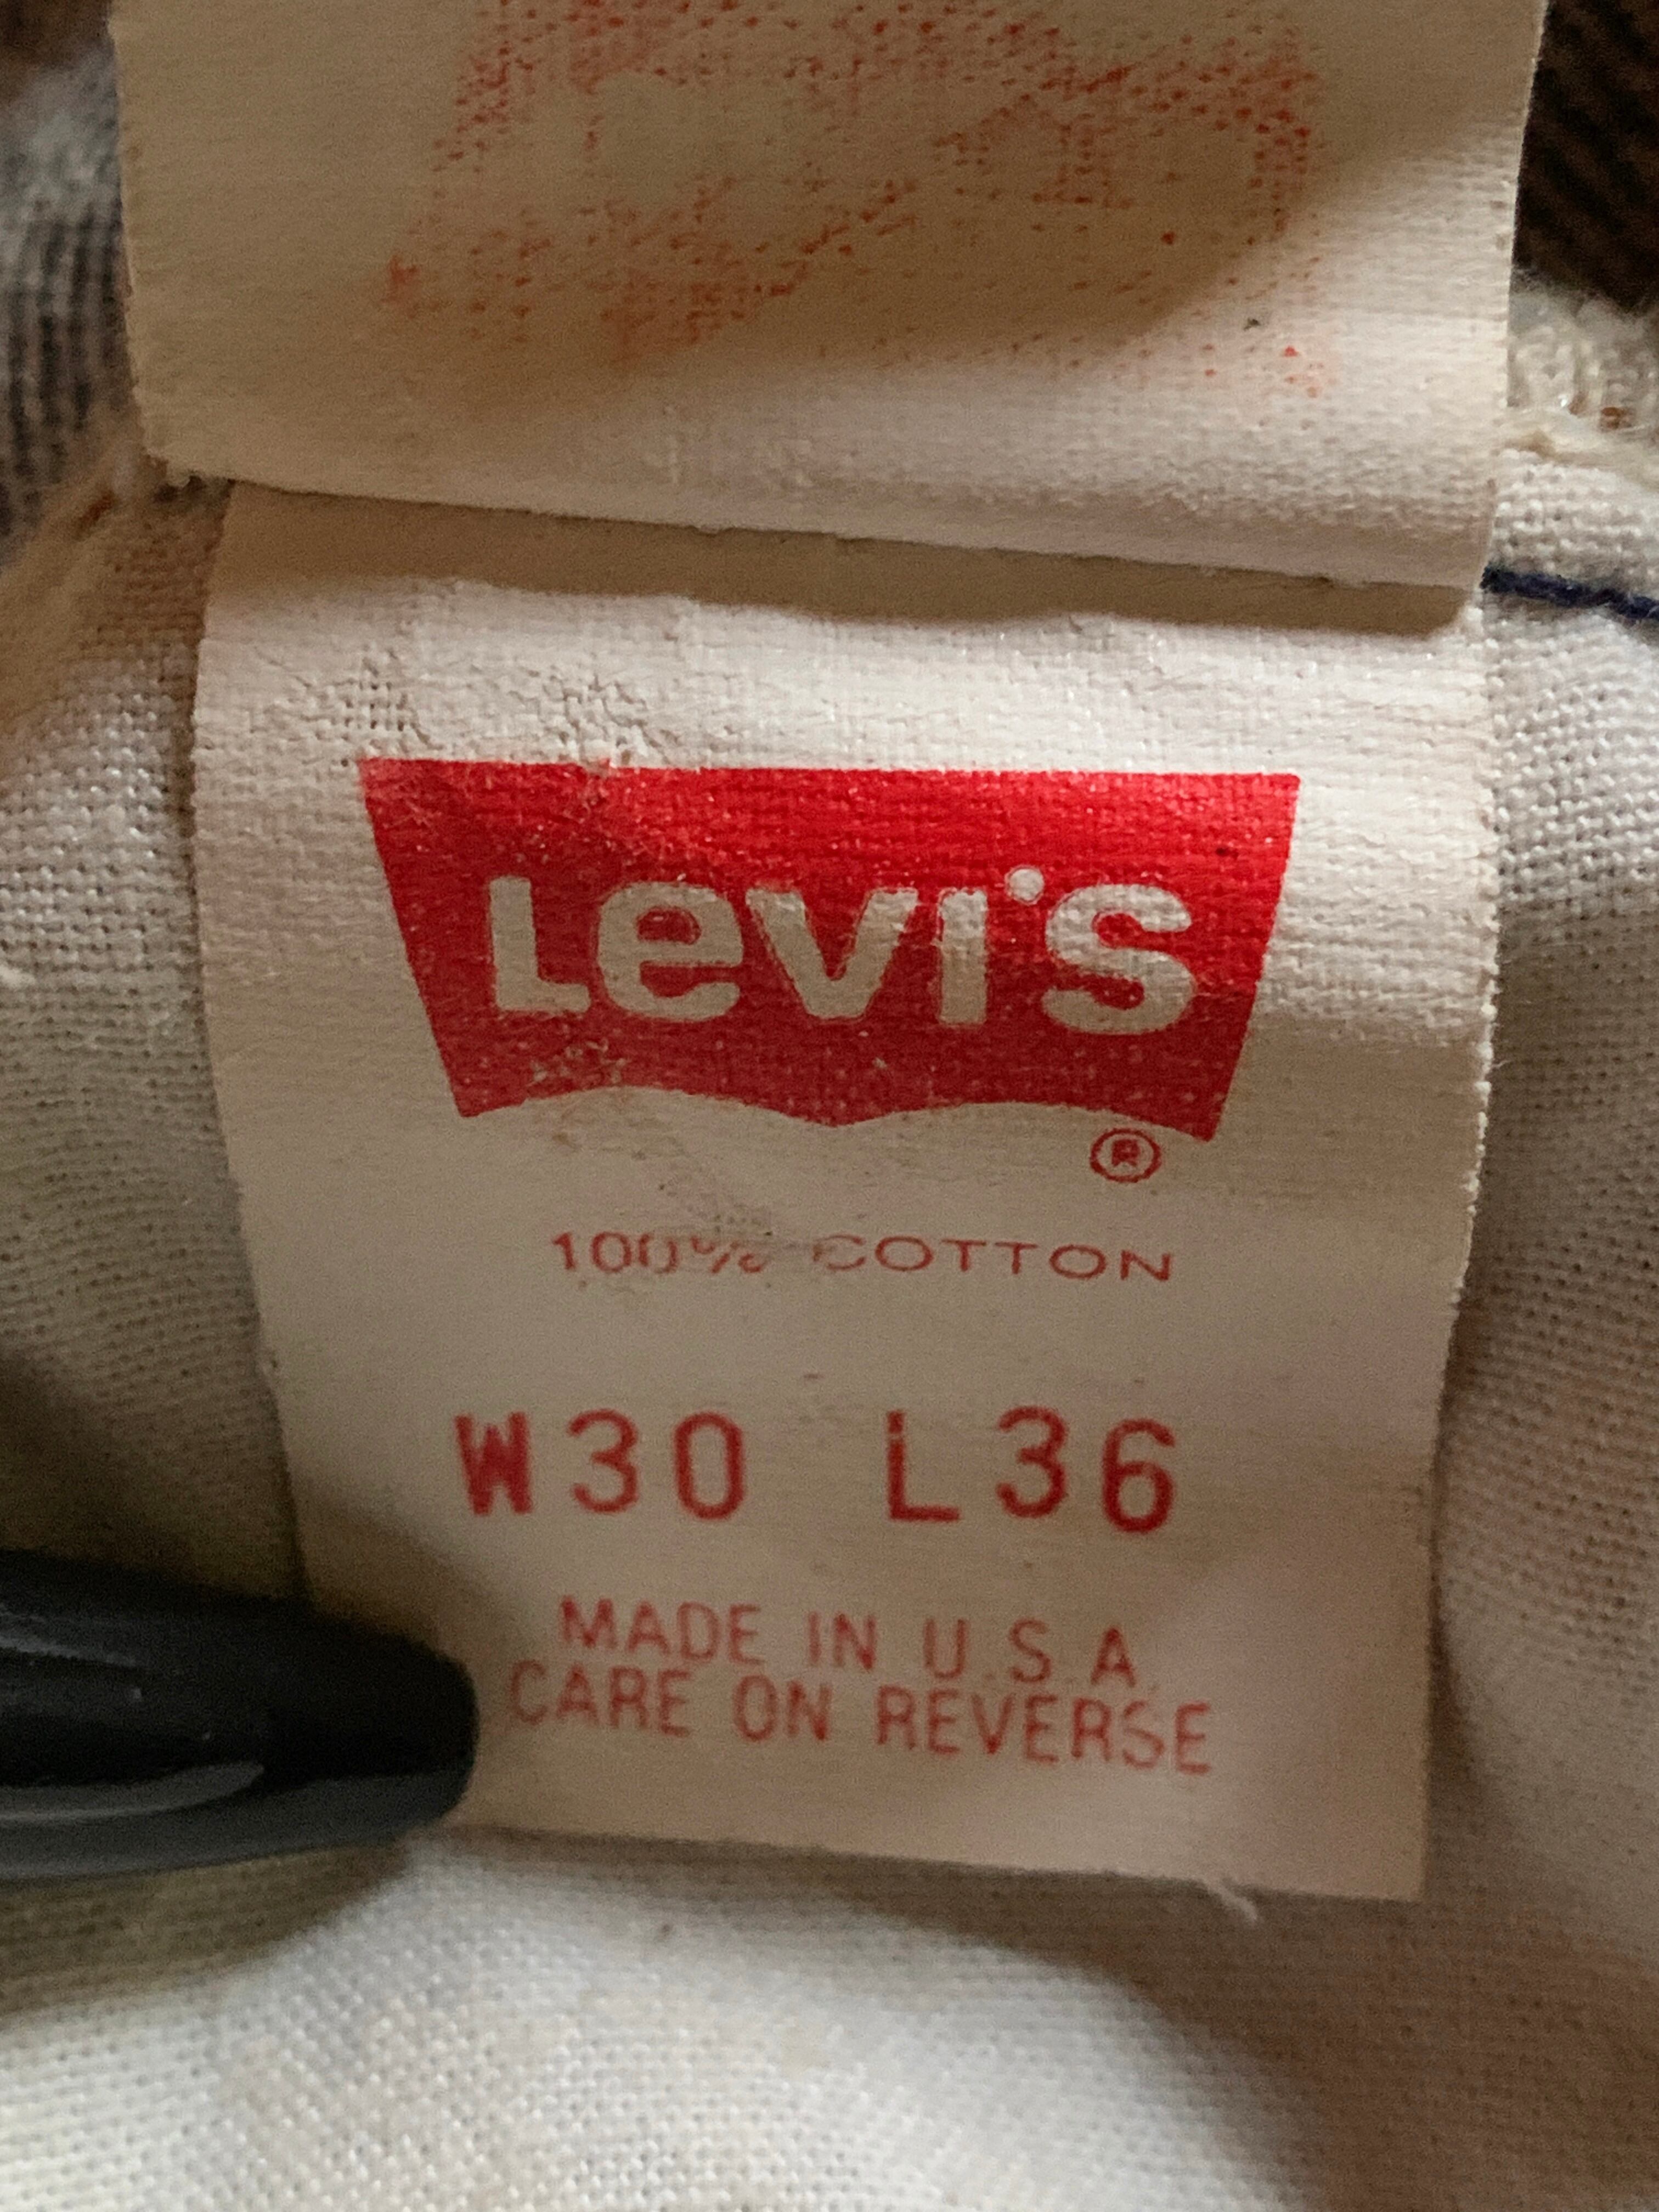 Levi's
®
100% COTTON
W30 L36
MADE IN U.S.A.
CARE ON REVERSE